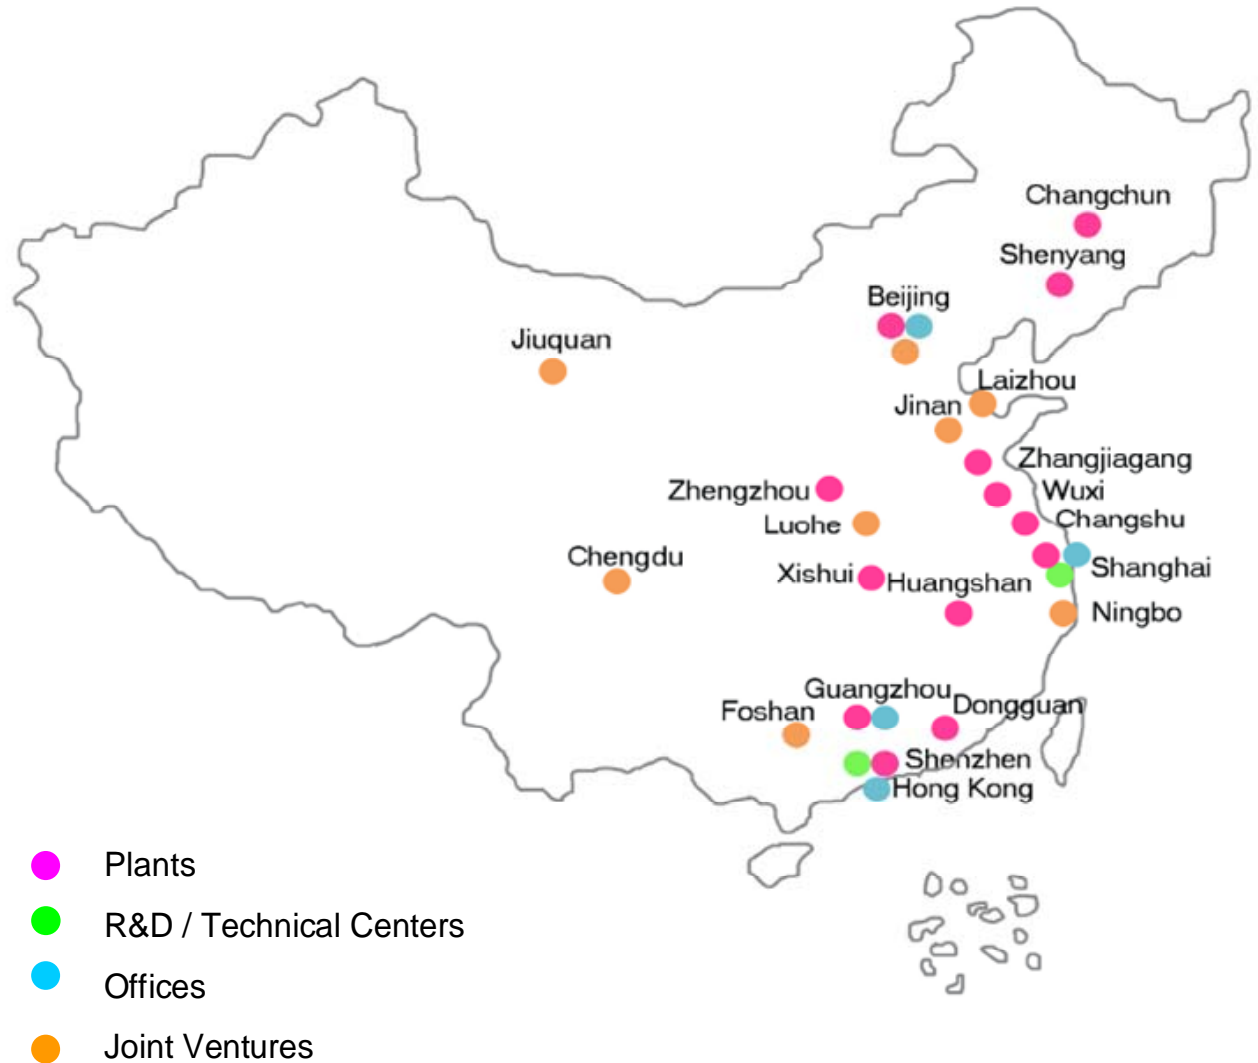 Changchun
Shenyang
Beijing
Jiuquan
Laizhou
Jinan
Zhangjiagang
Zhengzhou
Wuxi
Luohe
Changshu
Chengdu
Xishui
Huangshan
Shanghai
Ningbo
Guangzhou
Foshan
Dongguan
Shenzhen
Hong Kong
Plants
R&D / Technical Centers
Offices
Joint Ventures